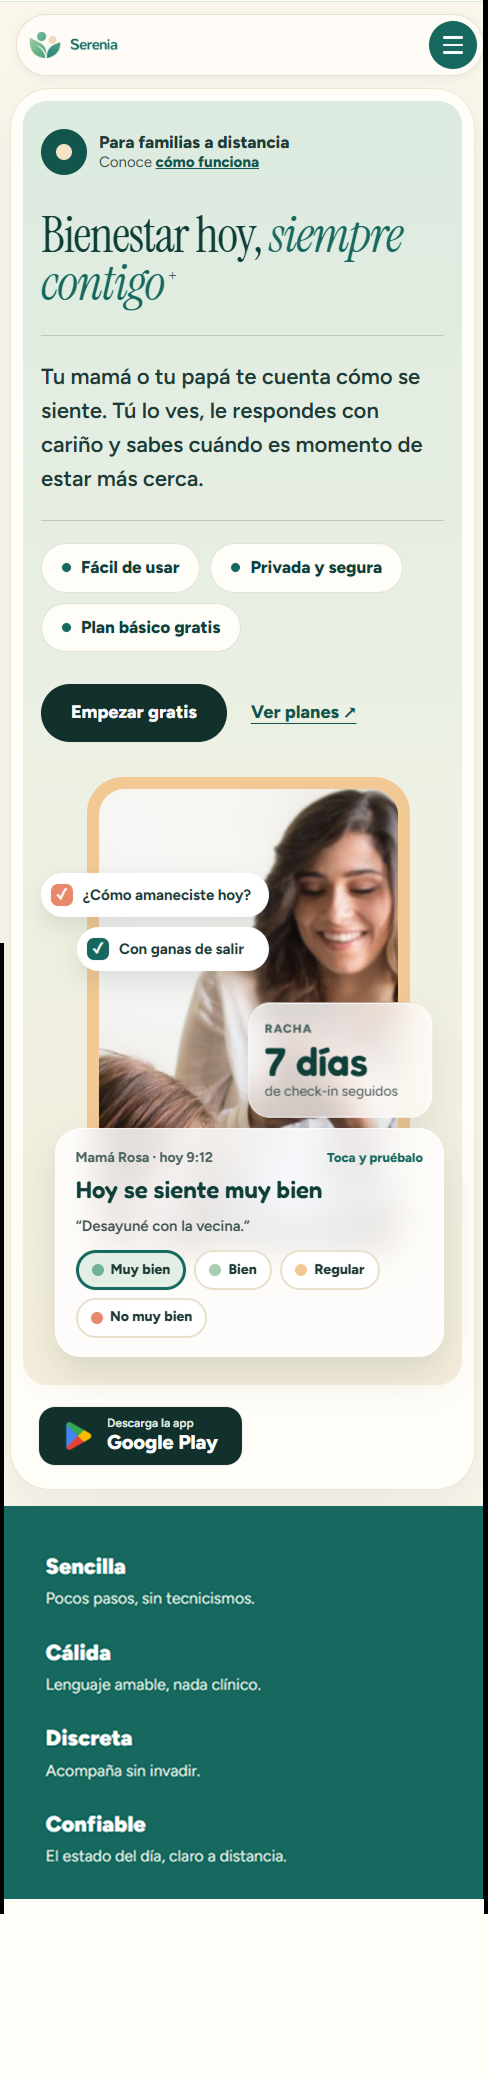 Serenia
Para familias a distancia
Conoce cómo funciona
Bienestar hoy, siempre
contigo+
Tu mamá o tu papá te cuenta cómo se
siente. Tú lo ves, le respondes con
cariño y sabes cuándo es momento de
estar más cerca.
Fácil de usar
Privada y segura
Plan básico gratis
Empezar gratis
Ver planes ↗
¿Cómo amaneciste hoy?
Con ganas de salir
RACHA
7 días
de check-in seguidos
Mamá Rosa · hoy 9:12
Toca y pruébalo
Hoy se siente muy bien
“Desayuné con la vecina.”
Muy bien
Bien
Regular
No muy bien
Descarga la app
Google Play
Sencilla
Pocos pasos, sin tecnicismos.
Cálida
Lenguaje amable, nada clínico.
Discreta
Acompaña sin invadir.
Confiable
El estado del día, claro a distancia.